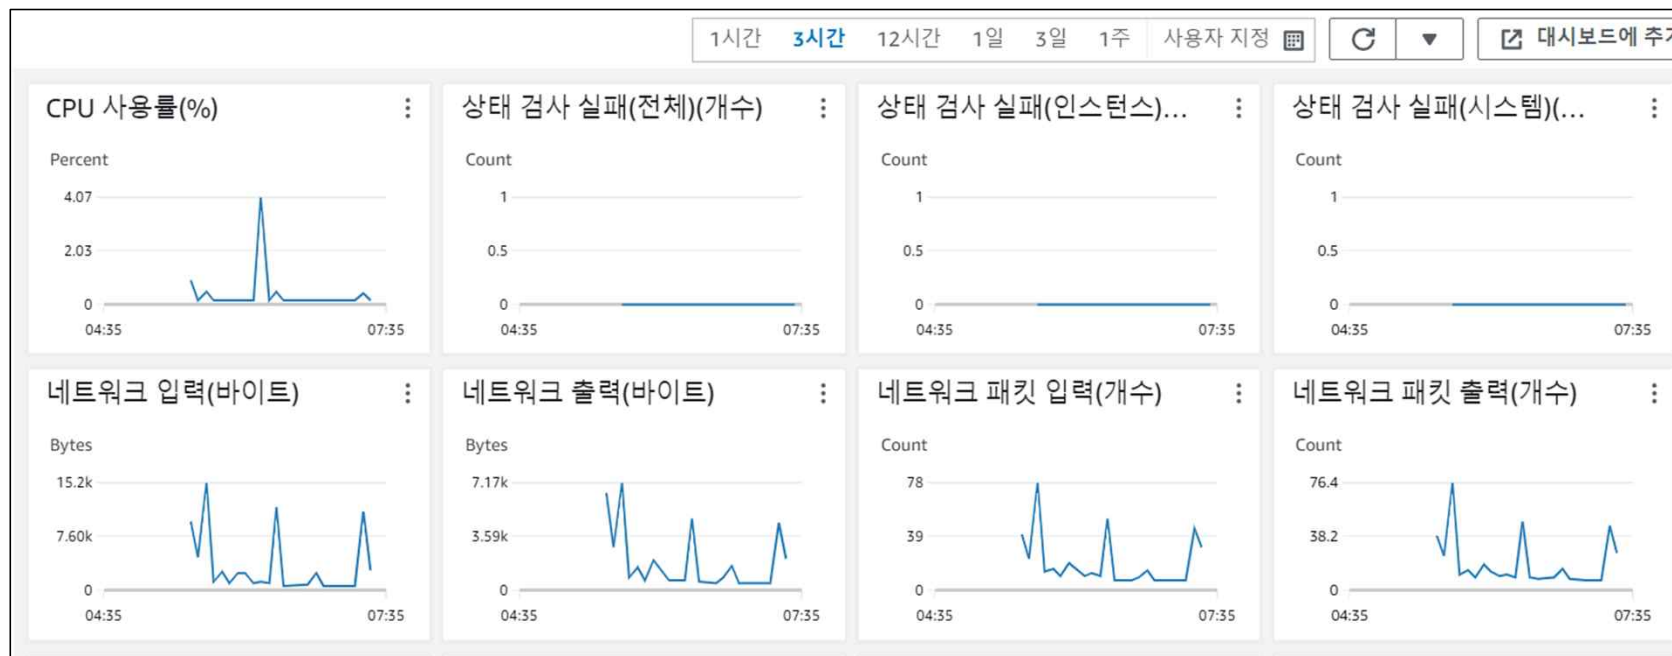 1시간 3시간 12시간 1일 3일 1주 사용자 지정 대시보드에 추가
CPU 사용률(%)
Percent
4.07
2.03
0
04:35 07:35
상태 검사 실패(전체)(개수)
Count
1
0.5
0
04:35 07:35
상태 검사 실패(인스턴스)...
Count
1
0.5
0
04:35 07:35
상태 검사 실패(시스템)(...
Count
1
0.5
0
04:35 07:35
네트워크 입력(바이트)
Bytes
15.2k
7.60k
0
04:35 07:35
네트워크 출력(바이트)
Bytes
7.17k
3.59k
0
04:35 07:35
네트워크 패킷 입력(개수)
Count
78
39
0
04:35 07:35
네트워크 패킷 출력(개수)
Count
76.4
38.2
0
04:35 07:35